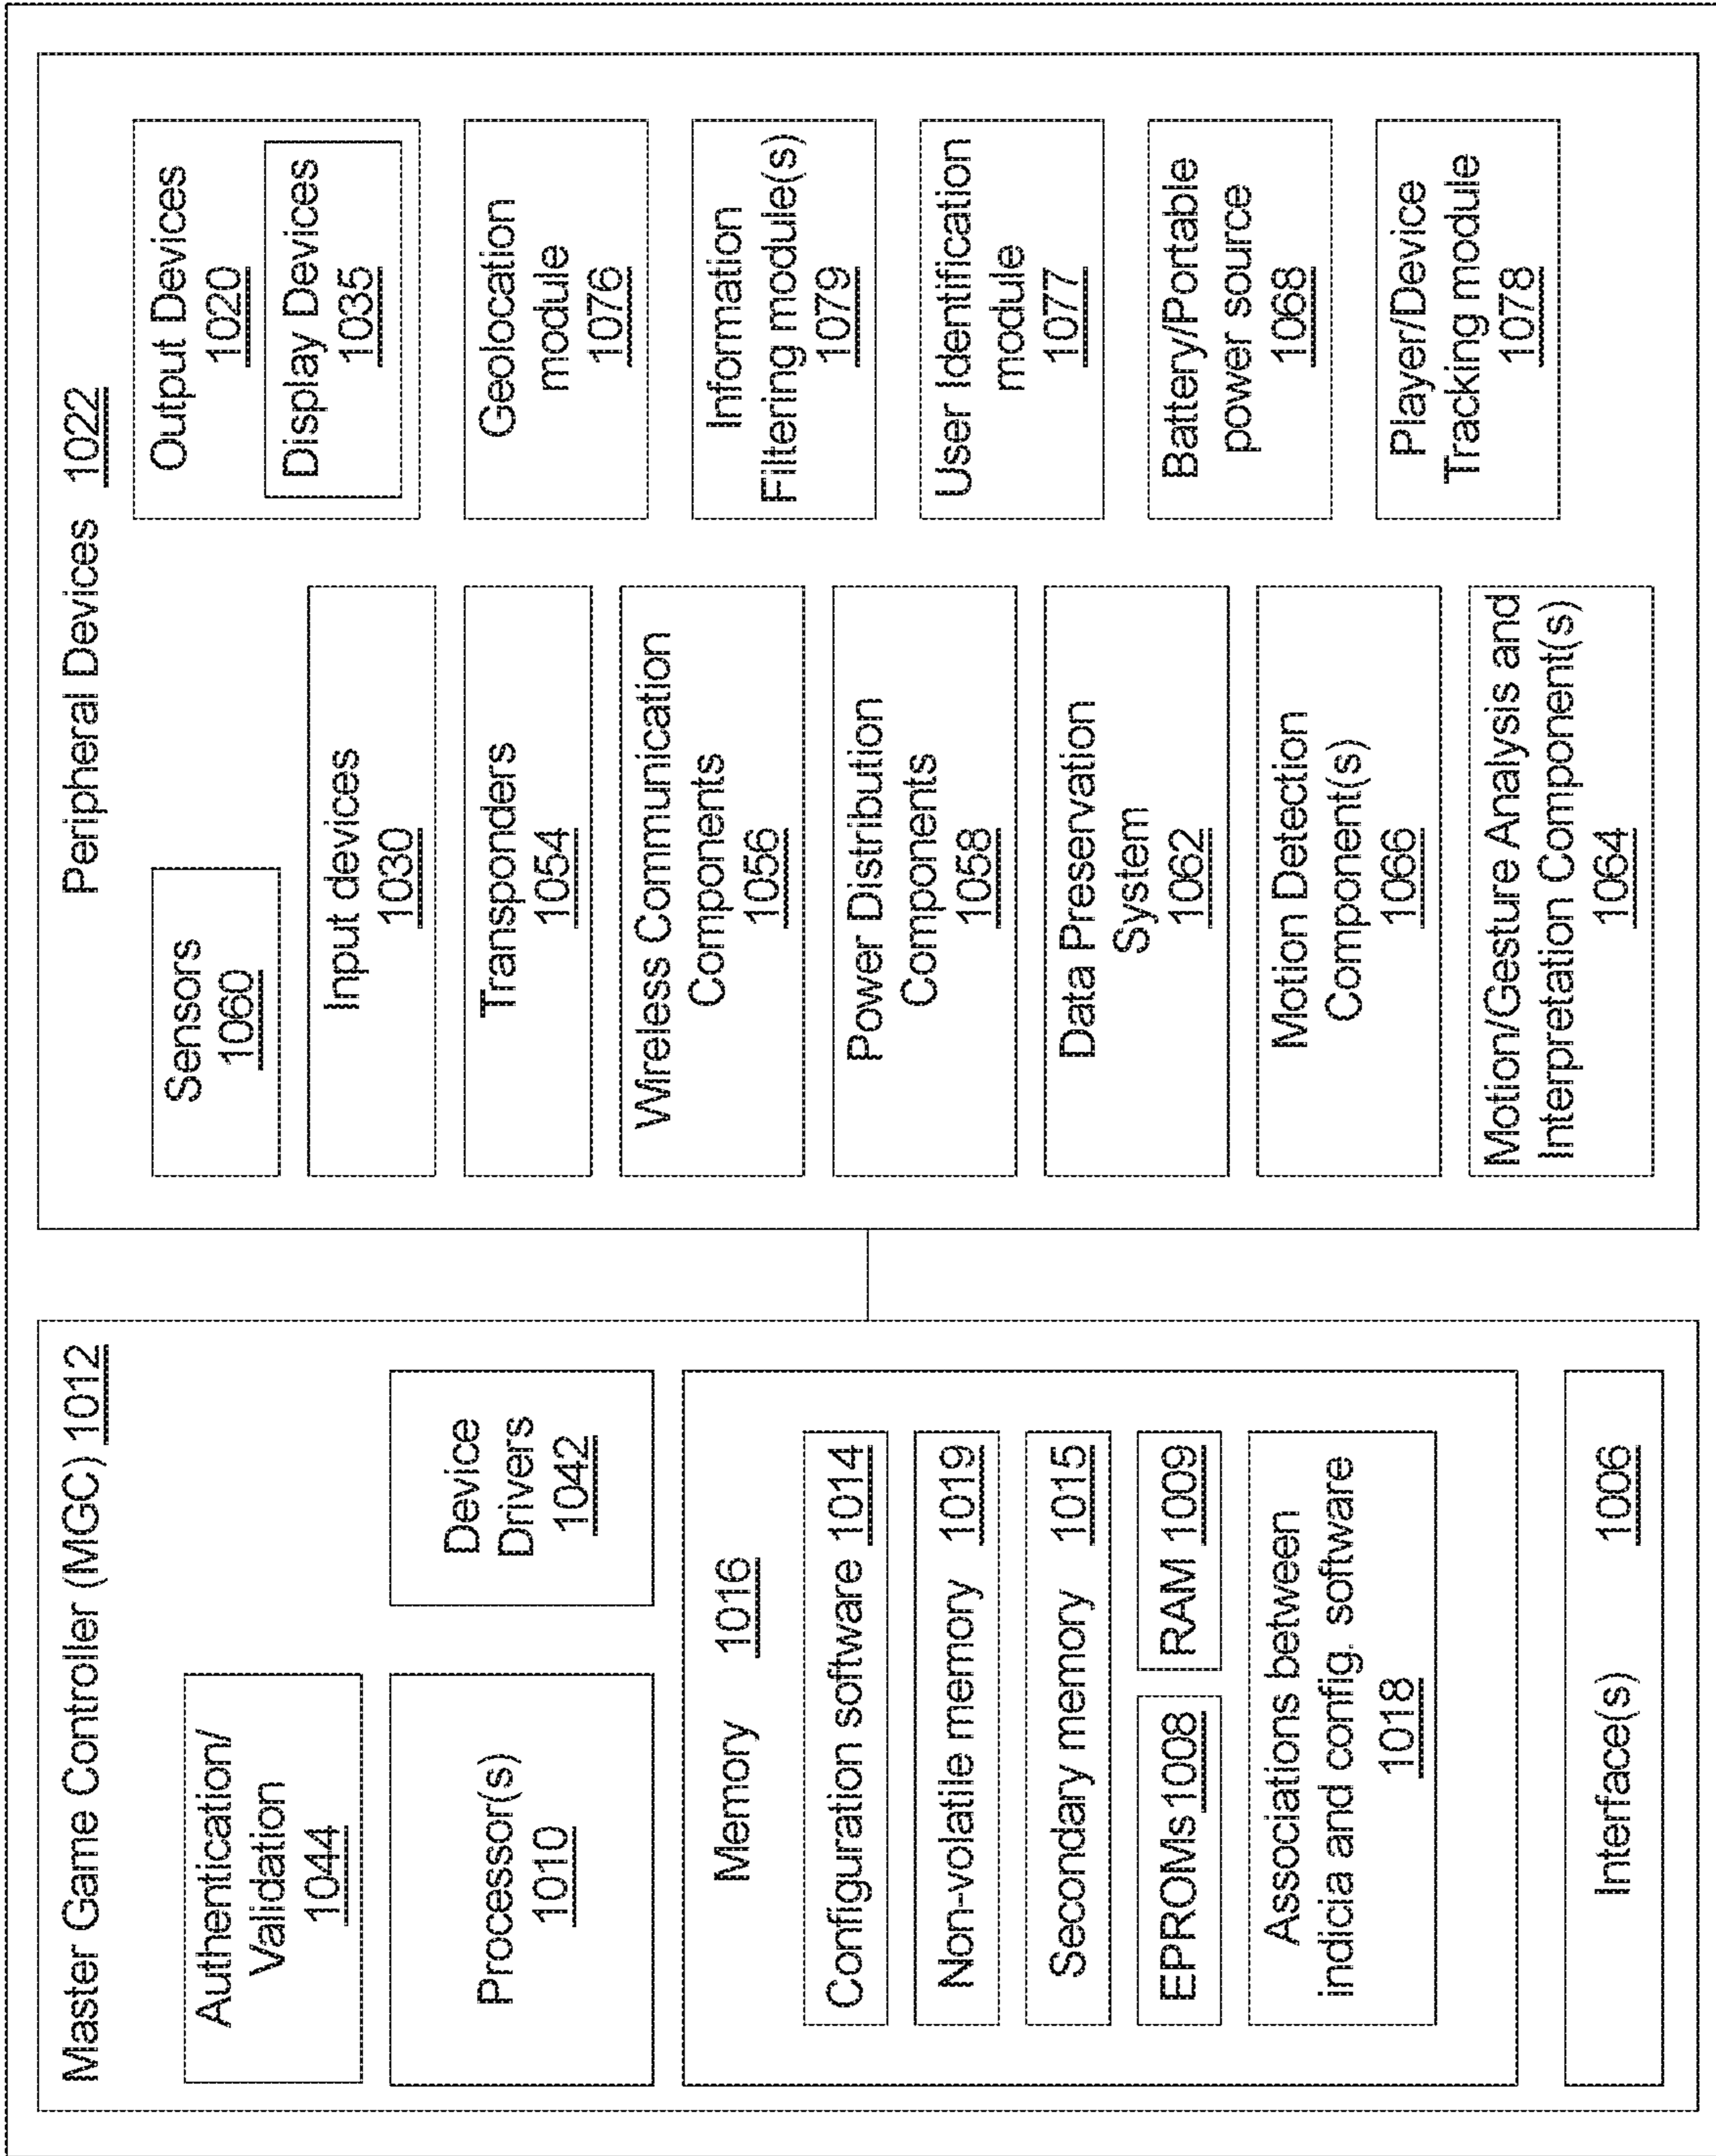 Master Game Controller (MGC) 1012
Authentication/
Validation
1044
Processor(s)
1010
Device
Drivers
1042
Memory 1016
Configuration software 1014
Non-volatile memory 1019
Secondary memory 1015
EPROMs 1008
RAM 1009
Associations between
indicia and config. software
1018
Interface(s) 1006
Peripheral Devices 1022
Sensors
1060
Input devices
1030
Transponders
1054
Wireless Communication
Components
1056
Power Distribution
Components
1058
Data Preservation
System
1062
Motion Detection
Component(s)
1066
Motion/Gesture Analysis and
Interpretation Component(s)
1064
Output Devices
1020
Display Devices
1035
Geolocation
module
1076
Information
Filtering module(s)
1079
User Identification
module
1077
Battery/Portable
power source
1068
Player/Device
Tracking module
1078